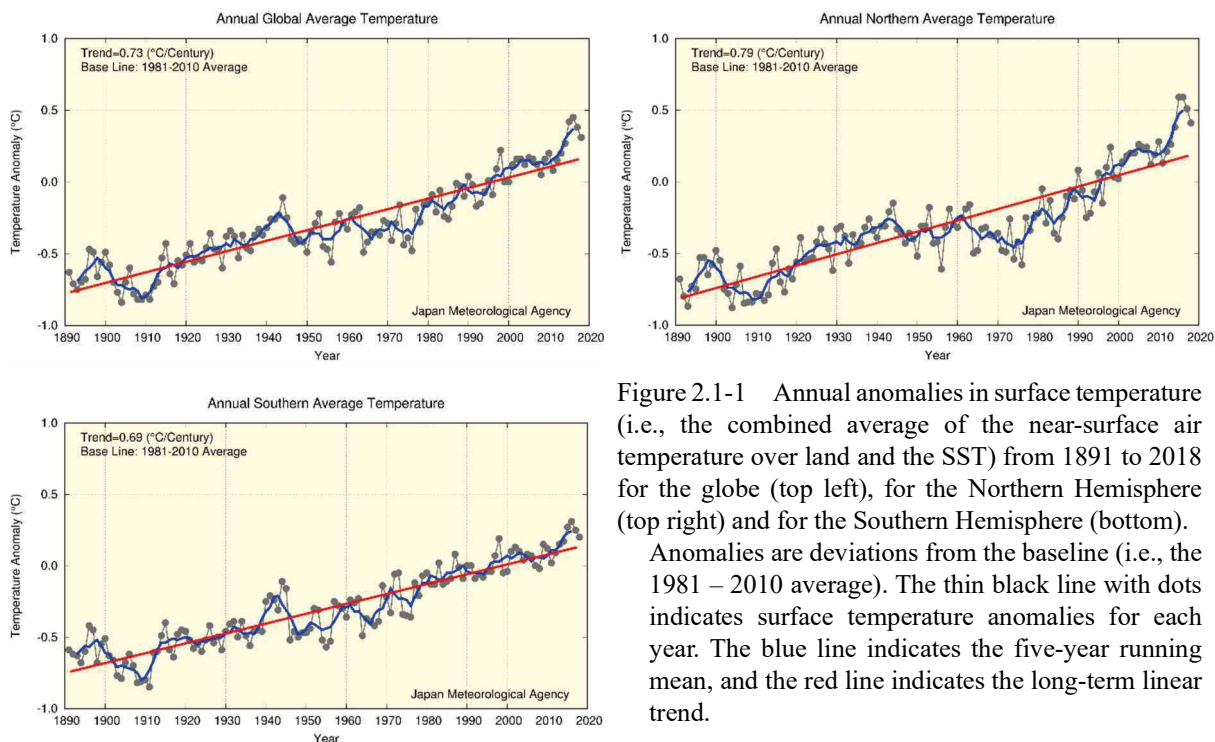 Annual Global Average Temperature
Trend=0.73 (°C/Century)
Base Line: 1981-2010 Average
Temperature Anomaly (°C)
1.0
0.5
0.0
-0.5
-1.0
Japan Meteorological Agency
1890 1900 1910 1920 1930 1940 1950 1960 1970 1980 1990 2000 2010 2020
Year
Annual Northern Average Temperature
Trend=0.79 (°C/Century)
Base Line: 1981-2010 Average
Temperature Anomaly (°C)
1.0
0.5
0.0
-0.5
-1.0
Japan Meteorological Agency
1890 1900 1910 1920 1930 1940 1950 1960 1970 1980 1990 2000 2010 2020
Year
Annual Southern Average Temperature
Trend=0.69 (°C/Century)
Base Line: 1981-2010 Average
Temperature Anomaly (°C)
1.0
0.5
0.0
-0.5
-1.0
Japan Meteorological Agency
1890 1900 1910 1920 1930 1940 1950 1960 1970 1980 1990 2000 2010 2020
Year
Figure 2.1-1 Annual anomalies in surface temperature
(i.e., the combined average of the near-surface air
temperature over land and the SST) from 1891 to 2018
for the globe (top left), for the Northern Hemisphere
(top right) and for the Southern Hemisphere (bottom).
Anomalies are deviations from the baseline (i.e., the
1981 – 2010 average). The thin black line with dots
indicates surface temperature anomalies for each
year. The blue line indicates the five-year running
mean, and the red line indicates the long-term linear
trend.